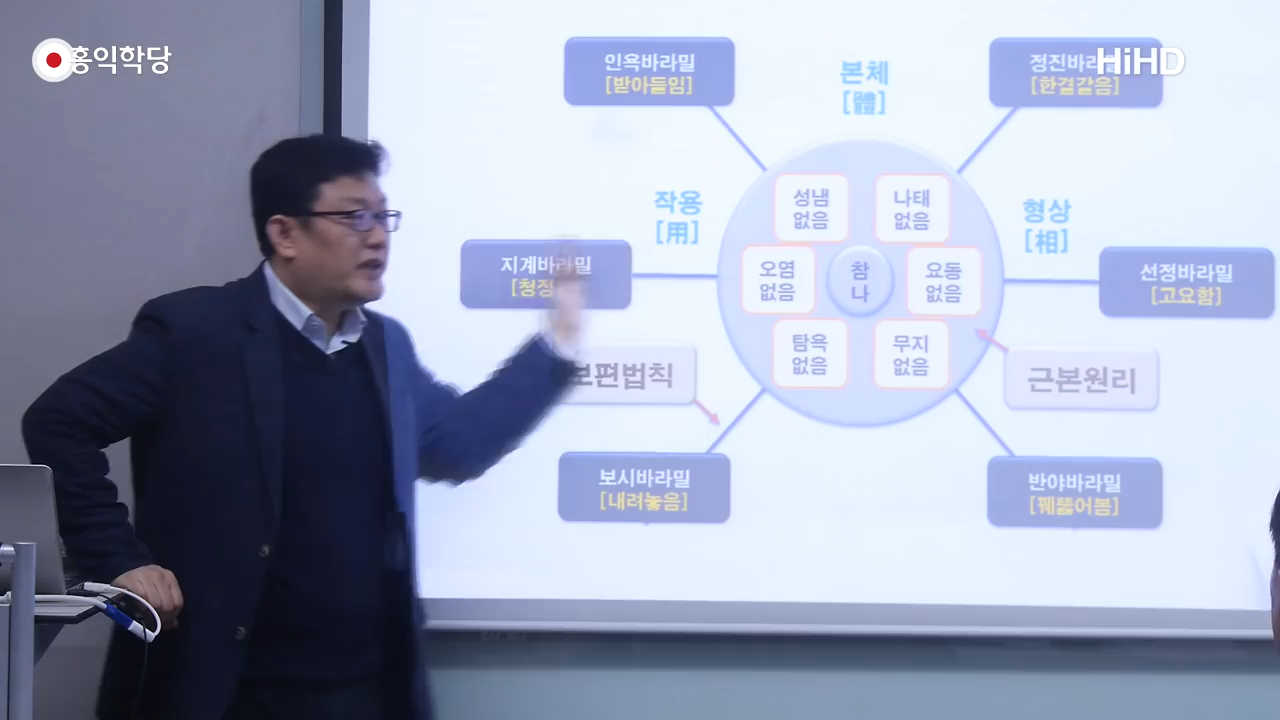 홍익학당
HiHD
인욕바라밀
[받아들임]
본체
[體]
정진바라밀
[한결같음]
작용
[用]
형상
[相]
성냄
없음
나태
없음
지계바라밀
오염
없음
참
나
요동
없음
선정바라밀
[고요함]
탐욕
없음
무지
없음
보편법칙
근본원리
보시바라밀
[내려놓음]
반야바라밀
[꿰뚫어봄]